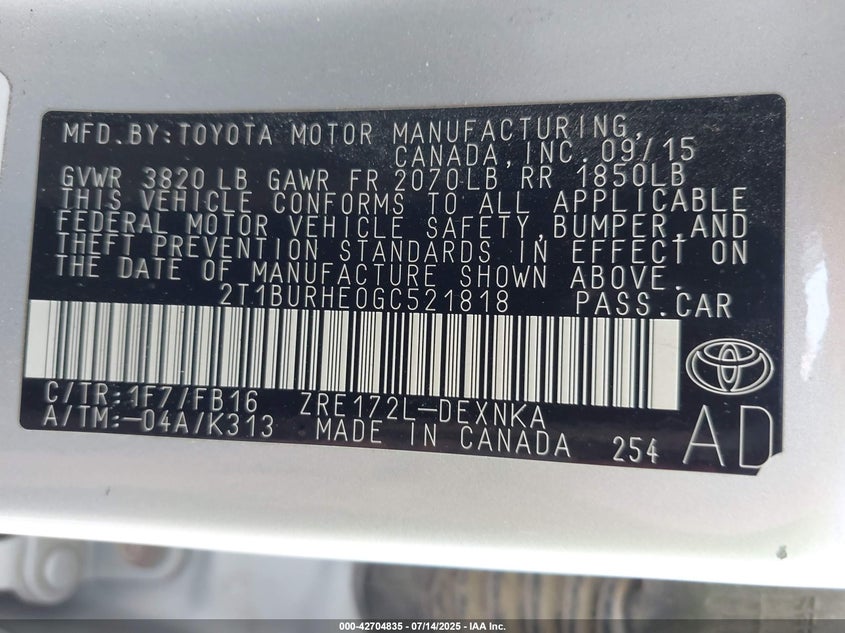 MFD.BY:TOYOTA MOTOR MANUFACTURING,
CANADA,INC. 09/15
GVWR 3820 LB GAWR FR 2070LB RR 1850LB
THIS VEHICLE CONFORMS TO ALL APPLICABLE
FEDERAL MOTOR VEHICLE SAFETY,BUMPER,AND
THEFT PREVENTION STANDARDS IN EFFECT ON
THE DATE OF MANUFACTURE SHOWN ABOVE.
2T1BURHE0GC521818 PASS.CAR
C/TR:1F7/FB16 ZRE172L-DEXNKA
A/TM:-04A/K313 MADE IN CANADA 254 AD
000-42704835 - 07/14/2025 - IAA Inc.